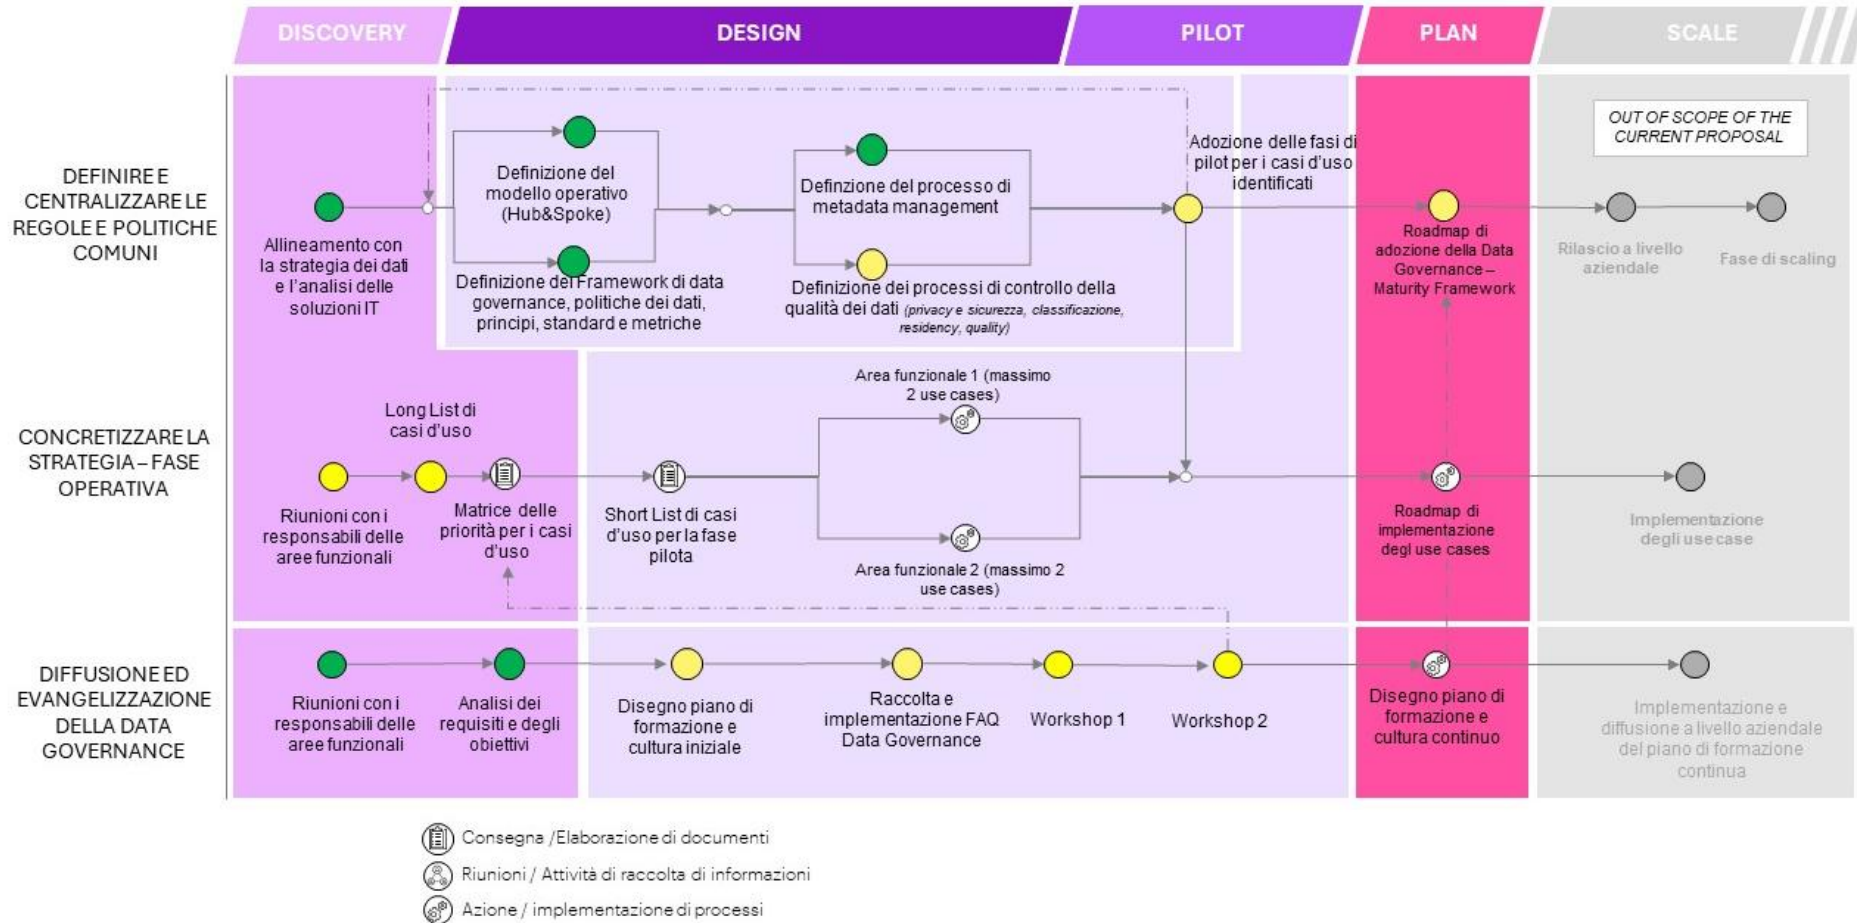 DISCOVERY
DESIGN
PILOT
PLAN
SCALE
DEFINIRE E
CENTRALIZZARE LE
REGOLE E POLITICHE
COMUNI
Allineamento con
la strategia dei dati
e l'analisi delle
soluzioni IT
Definizione del
modello operativo
(Hub&Spoke)
Definizione del Framework di data
governance, politiche dei dati,
principi, standard e metriche
Definzione del processo di
metadata management
Definizione dei processi di controllo della
qualità dei dati (privacy e sicurezza, classificazione,
residency, quality)
Adozione delle fasi di
pilot per i casi d'uso
identificati
Roadmap di
adozione della Data
Governance –
Maturity Framework
OUT OF SCOPE OF THE
CURRENT PROPOSAL
Rilascio a livello
aziendale
Fase di scaling
CONCRETIZZARE LA
STRATEGIA – FASE
OPERATIVA
Riunioni con i
responsabili delle
aree funzionali
Long List di
casi d'uso
Matrice delle
priorità per i casi
d'uso
Short List di casi
d'uso per la fase
pilota
Area funzionale 1 (massimo
2 use cases)
Area funzionale 2 (massimo 2
use cases)
Roadmap di
implementazione
degl use cases
Implementazione
degli use case
DIFFUSIONE ED
EVANGELIZZAZIONE
DELLA DATA
GOVERNANCE
Riunioni con i
responsabili delle
aree funzionali
Analisi dei
requisiti e degli
obiettivi
Disegno piano di
formazione e
cultura iniziale
Raccolta e
implementazione FAQ
Data Governance
Workshop 1
Workshop 2
Disegno piano di
formazione e
cultura continuo
Implementazione e
diffusione a livello aziendale
del piano di formazione
continua
Consegna /Elaborazione di documenti
Riunioni / Attività di raccolta di informazioni
Azione / implementazione di processi